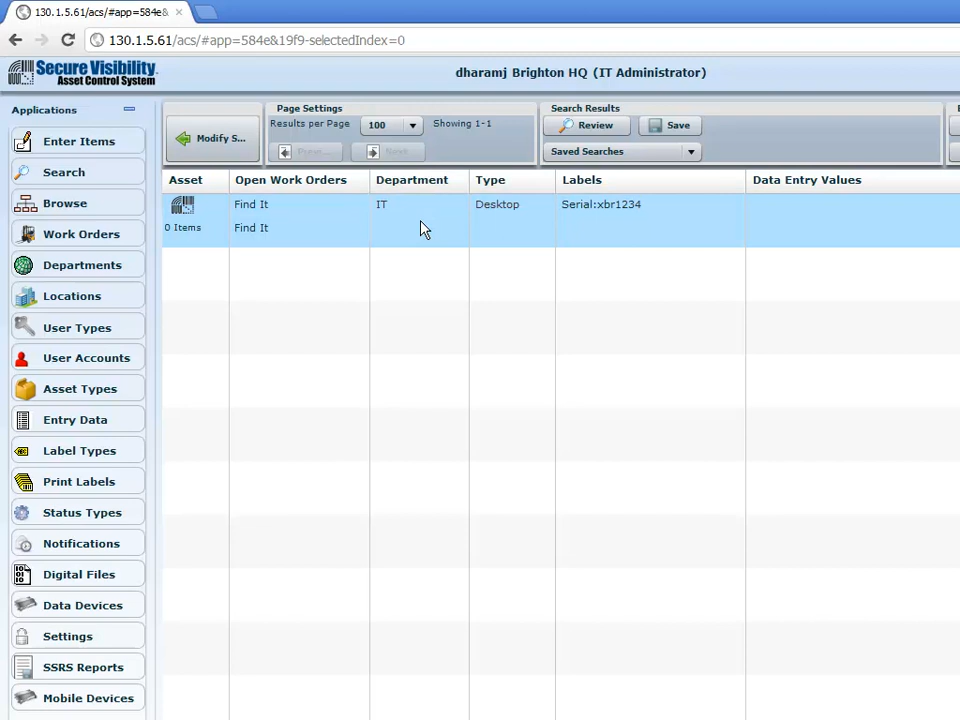 130.1.5.61/acs/#app=584e&
130.1.5.61/acs/#app=584e&19f9-selectedIndex=0
Secure Visibility
Asset Control System
dharamj Brighton HQ (IT Administrator)
Applications
Enter Items
Search
Browse
Work Orders
Departments
Locations
User Types
User Accounts
Asset Types
Entry Data
Label Types
Print Labels
Status Types
Notifications
Digital Files
Data Devices
Settings
SSRS Reports
Mobile Devices
Modify S...
Page Settings
Results per Page 100 Showing 1-1
Next
Search Results
Review Save
Saved Searches
Asset Open Work Orders Department Type Labels Data Entry Values
Find It IT Desktop Serial:xbr1234
0 Items Find It